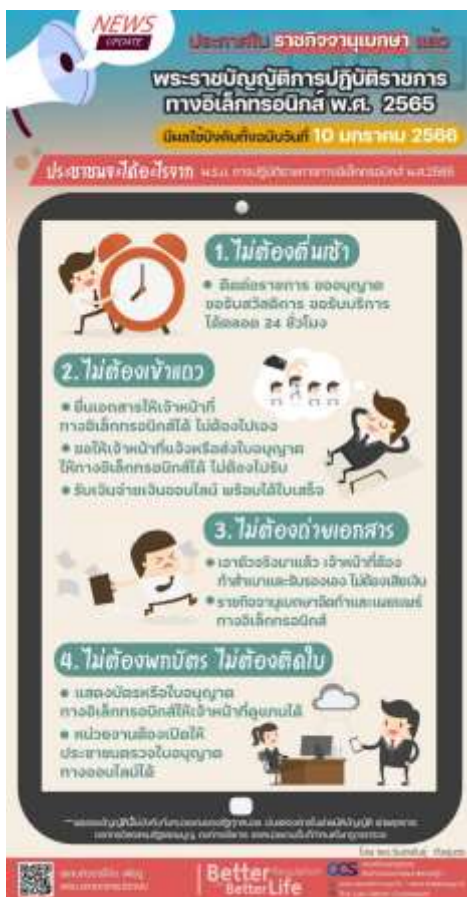 NEWS
UPDATE
ประกาศใน ราชกิจจานุเบกษา แล้ว
พระราชบัญญัติการปฏิบัติราชการ
ทางอิเล็กทรอนิกส์ พ.ศ. 2565
มีผลใช้บังคับทั้งฉบับวันที่ 10 มกราคม 2566
ประชาชนจะได้อะไรจาก พ.ร.บ. การปฏิบัติราชการทางอิเล็กทรอนิกส์ พ.ศ.2565
1. ไม่ต้องตื่นเช้า
ติดต่อราชการ ขออนุญาต
ขอรับสวัสดิการ ขอรับบริการ
ได้ตลอด 24 ชั่วโมง
2. ไม่ต้องเข้าแถว
ยื่นเอกสารให้เจ้าหน้าที่
ทางอิเล็กทรอนิกส์ได้ ไม่ต้องไปเอง
ขอให้เจ้าหน้าที่แจ้งหรือส่งใบอนุญาต
ให้ทางอิเล็กทรอนิกส์ได้ ไม่ต้องไปรับ
รับเงินจ่ายเงินออนไลน์ พร้อมได้ใบเสร็จ
3. ไม่ต้องถ่ายเอกสาร
เอาตัวจริงมาแล้ว เจ้าหน้าที่ต้อง
ทำสำเนาและรับรองเอง ไม่ต้องเสียเงิน
ราชกิจจานุเบกษาจัดทำและเผยแพร่
ทางอิเล็กทรอนิกส์
4. ไม่ต้องพกบัตร ไม่ต้องติดใบ
แสดงบัตรหรือใบอนุญาต
ทางอิเล็กทรอนิกส์ให้เจ้าหน้าที่ดูแทนได้
หน่วยงานต้องเปิดให้
ประชาชนตรวจใบอนุญาต
ทางออนไลน์ได้
Better Regulation
Better Life
OCS